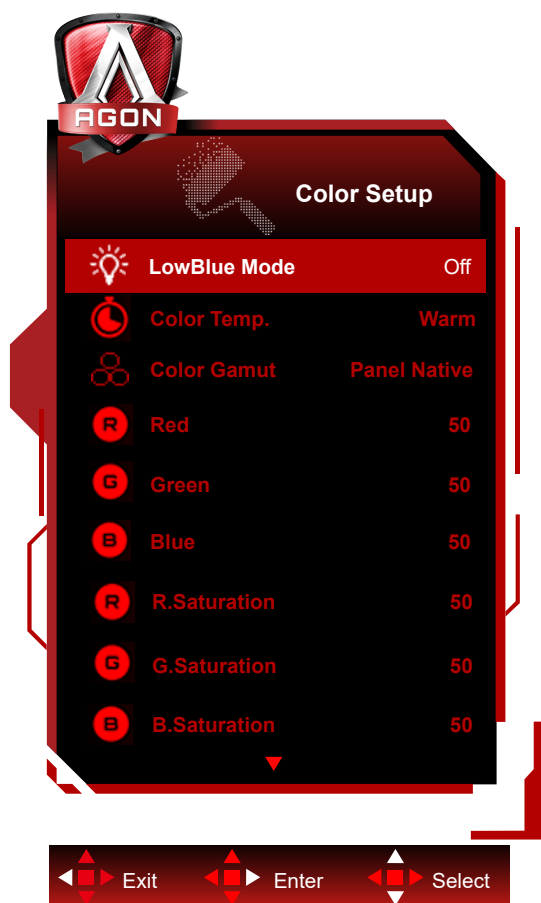 AGON
Color Setup
LowBlue Mode Off
Color Temp. Warm
Color Gamut Panel Native
R Red 50
G Green 50
B Blue 50
R R.Saturation 50
G G.Saturation 50
B B.Saturation 50
Exit Enter Select